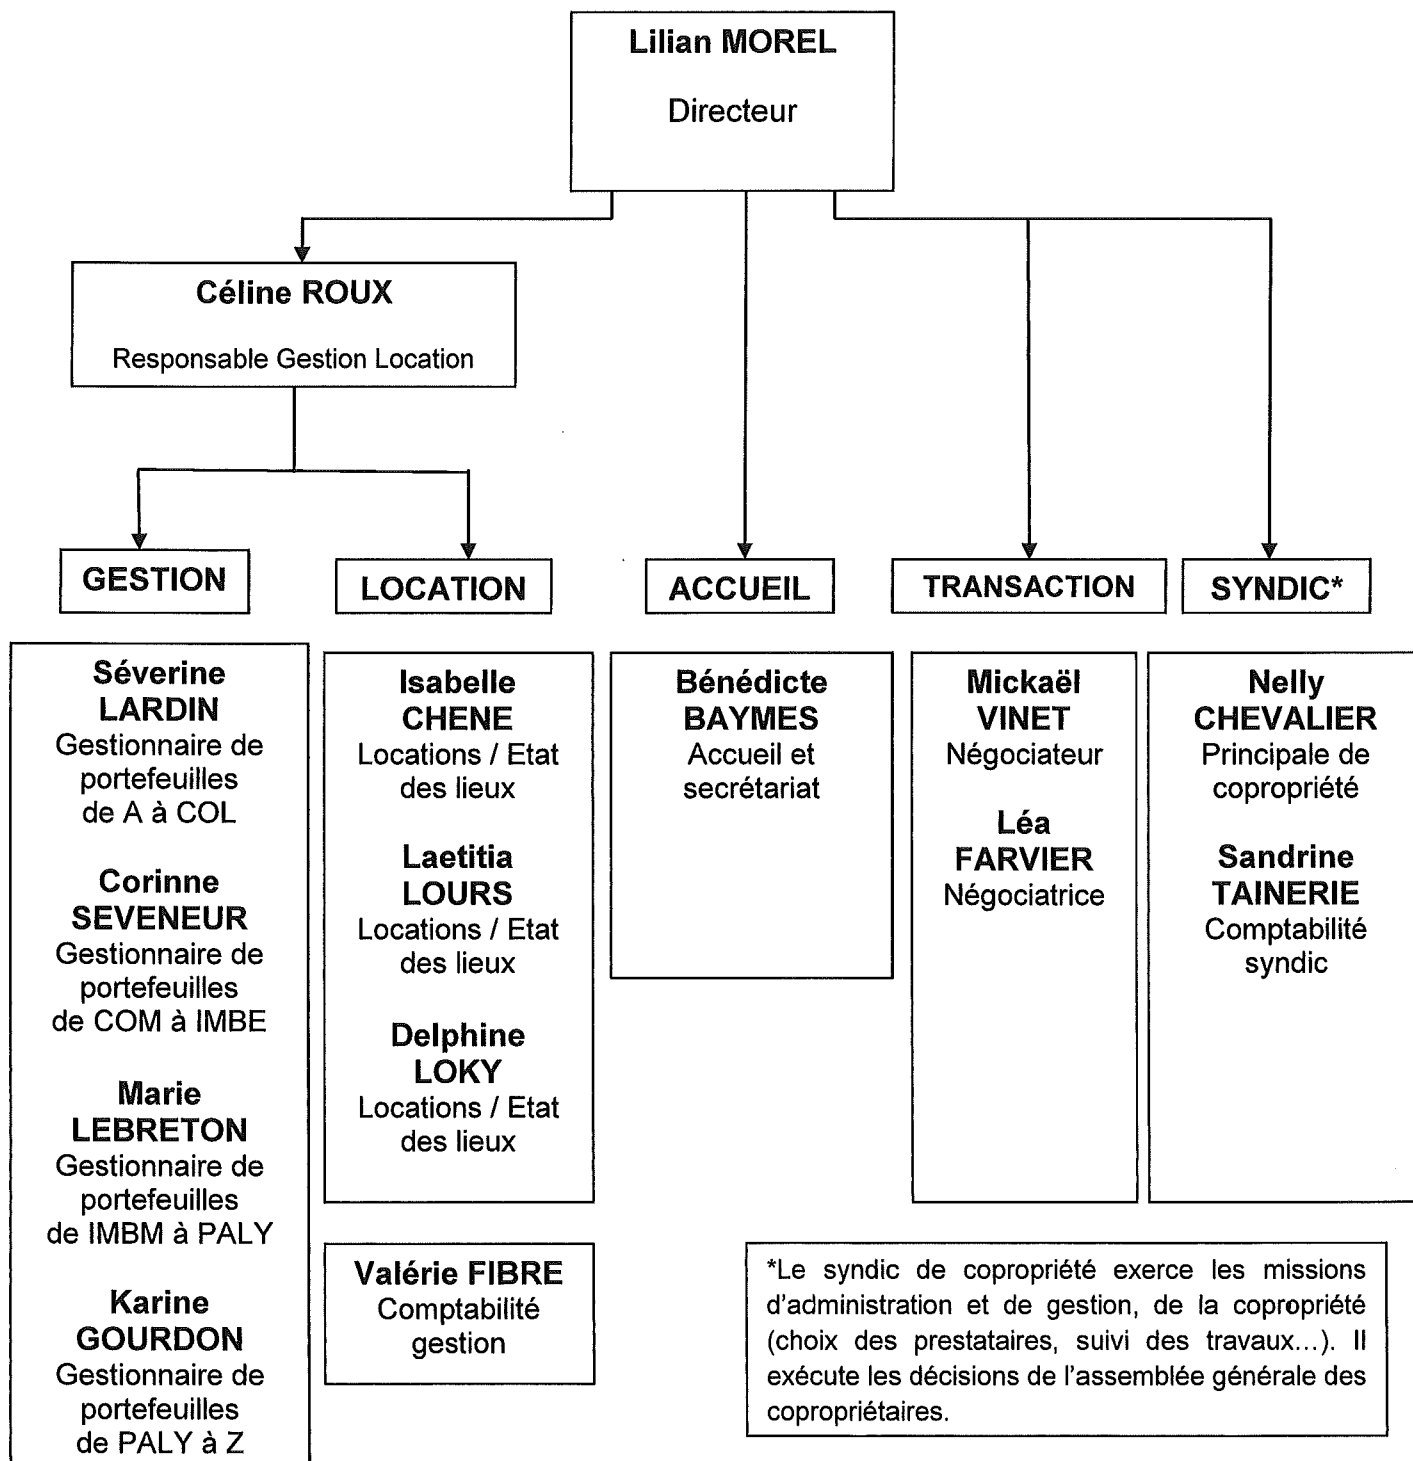 Lilian MOREL
Directeur
Céline ROUX
Responsable Gestion Location
GESTION
LOCATION
ACCUEIL
TRANSACTION
SYNDIC*
Séverine
LARDIN
Gestionnaire de
portefeuilles
de A à COL
Corinne
SEVENEUR
Gestionnaire de
portefeuilles
de COM à IMBE
Marie
LEBRETON
Gestionnaire de
portefeuilles
de IMBM à PALY
Karine
GOURDON
Gestionnaire de
portefeuilles
de PALY à Z
Isabelle
CHENE
Locations / Etat
des lieux
Laetitia
LOURS
Locations / Etat
des lieux
Delphine
LOKY
Locations / Etat
des lieux
Valérie FIBRE
Comptabilité
gestion
Bénédicte
BAYMES
Accueil et
secrétariat
Mickaël
VINET
Négociateur
Léa
FARVIER
Négociatrice
Nelly
CHEVALIER
Principale de
copropriété
Sandrine
TAINERIE
Comptabilité
syndic
*Le syndic de copropriété exerce les missions
d'administration et de gestion, de la copropriété
(choix des prestataires, suivi des travaux…). Il
exécute les décisions de l'assemblée générale des
copropriétaires.